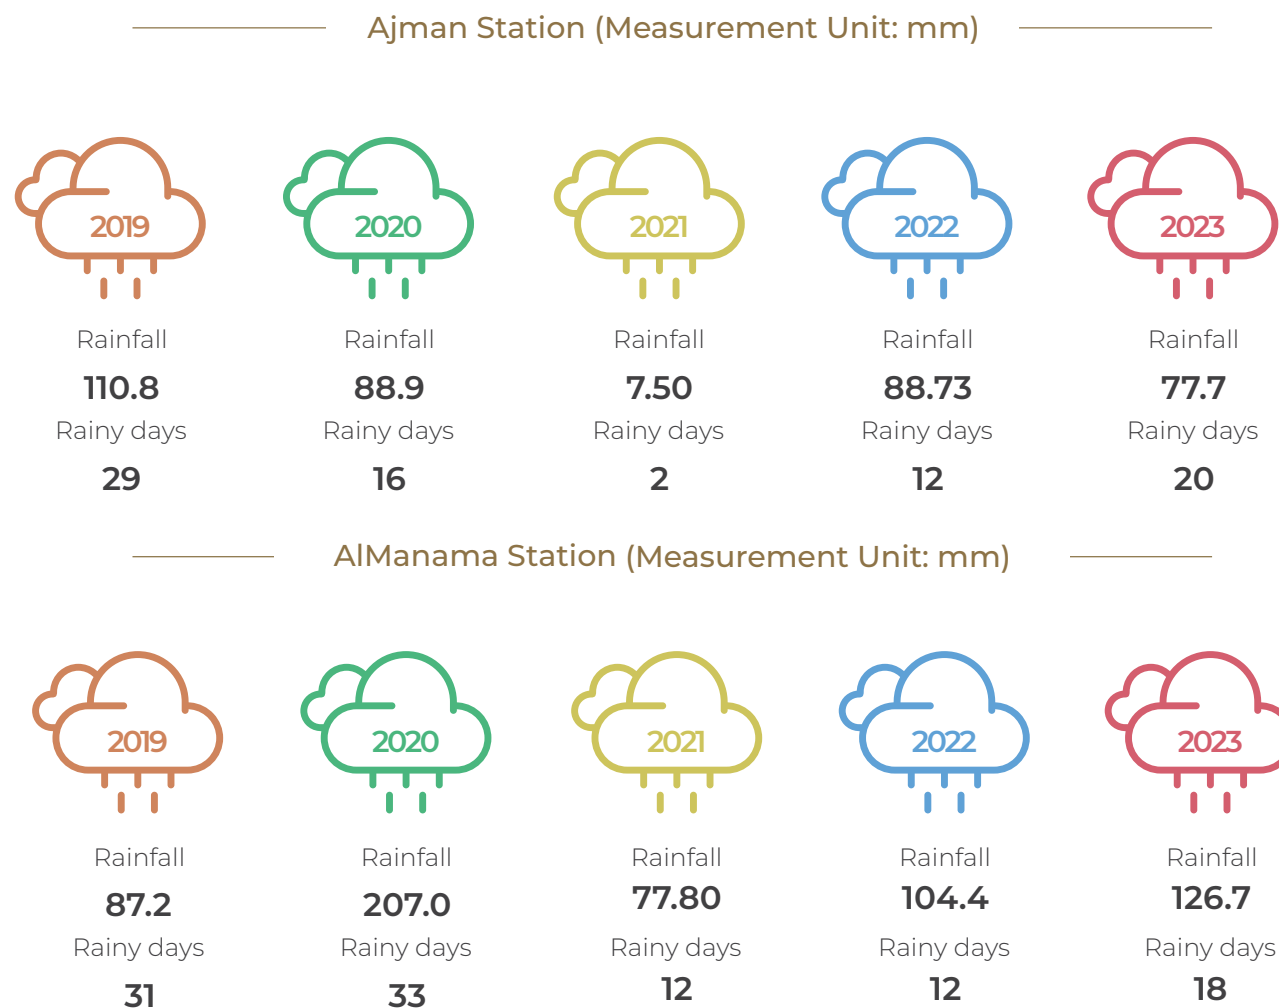 Ajman Station (Measurement Unit: mm)
2019 2020 2021 2022 2023
Rainfall Rainfall Rainfall Rainfall Rainfall
110.8 88.9 7.50 88.73 77.7
Rainy days Rainy days Rainy days Rainy days Rainy days
29 16 2 12 20
AlManama Station (Measurement Unit: mm)
2019 2020 2021 2022 2023
Rainfall Rainfall Rainfall Rainfall Rainfall
87.2 207.0 77.80 104.4 126.7
Rainy days Rainy days Rainy days Rainy days Rainy days
31 33 12 12 18